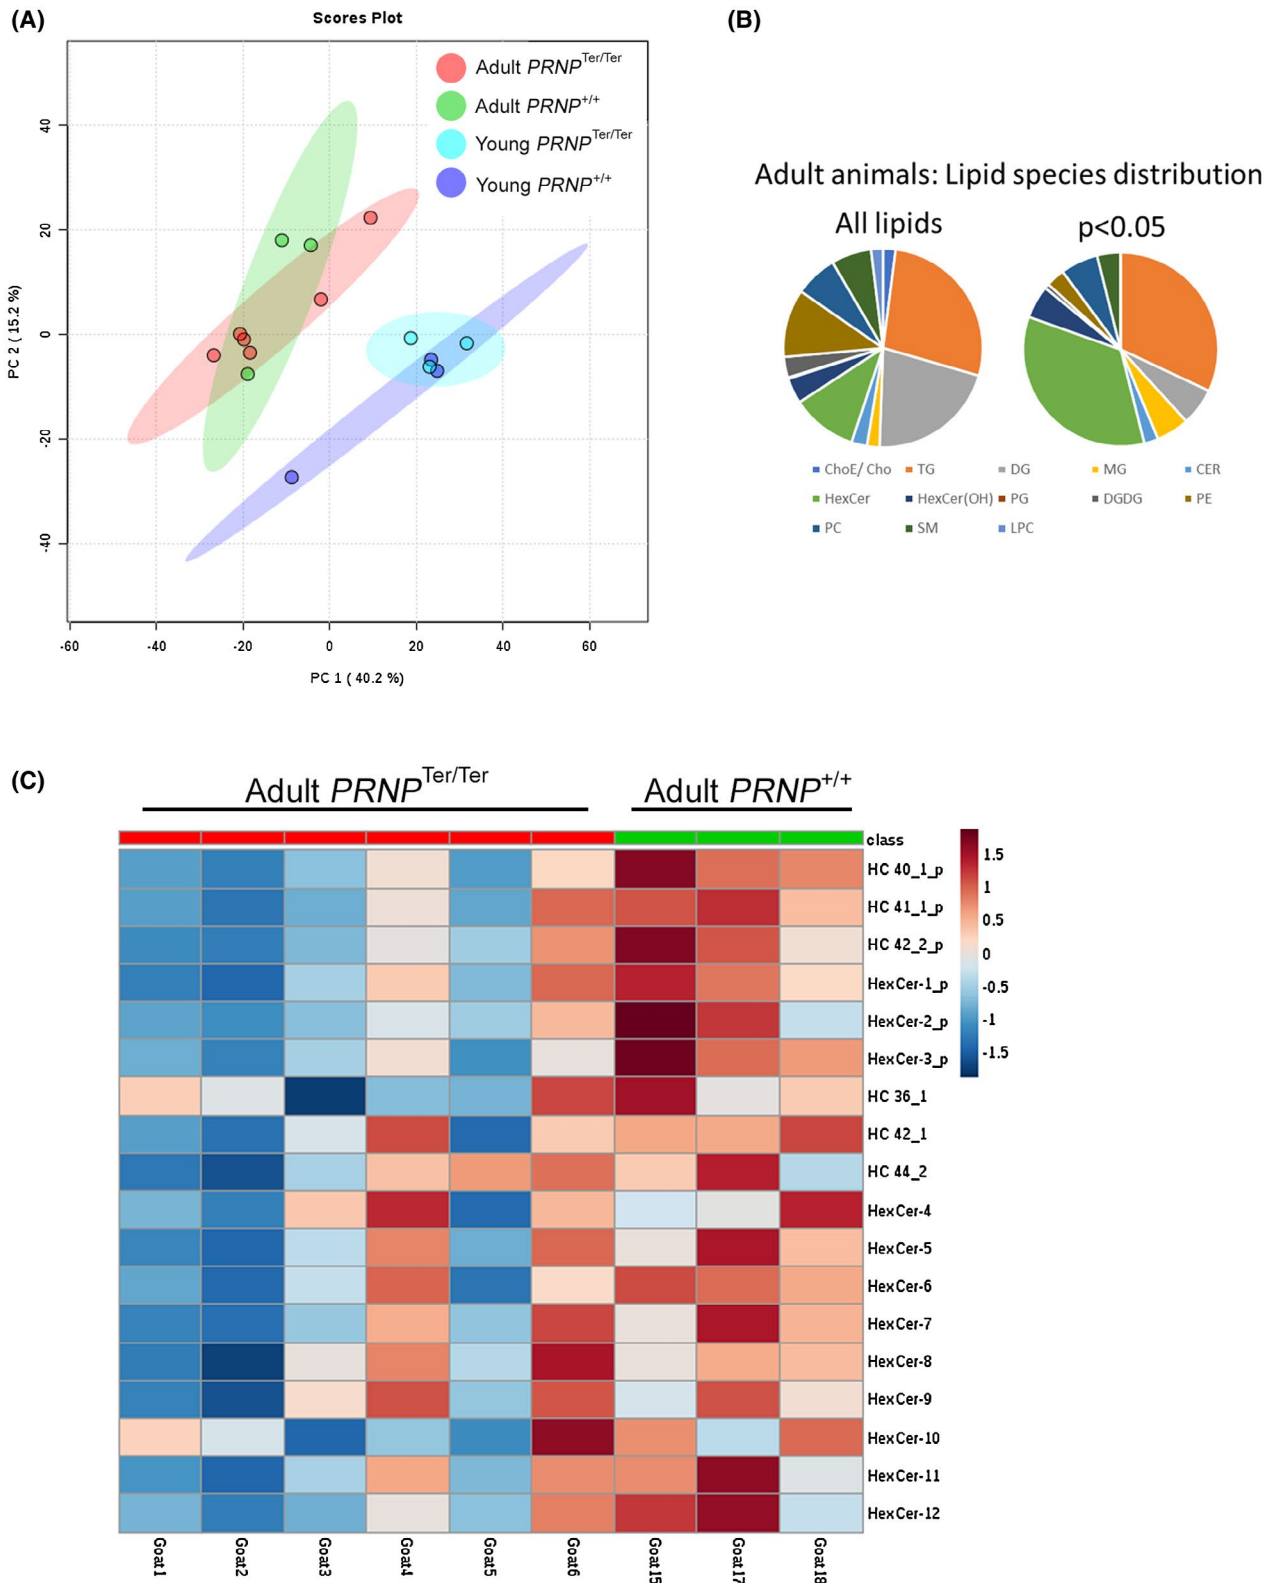 (A)
Scores Plot
Adult PRNP Ter/Ter
Adult PRNP +/+
Young PRNP Ter/Ter
Young PRNP +/+
40
20
0
-20
-40
PC 2 ( 15.2 %)
-60 -40 -20 0 20 40 60
PC 1 ( 40.2 %)
(B)
Adult animals: Lipid species distribution
All lipids p<0.05
ChoE/ Cho TG DG MG CER
HexCer HexCer(OH) PG DGDG PE
PC SM LPC
(C)
Adult PRNP Ter/Ter Adult PRNP +/+
class
HC 40_1_p
HC 41_1_p
HC 42_2_p
HexCer-1_p
HexCer-2_p
HexCer-3_p
HC 36_1
HC 42_1
HC 44_2
HexCer-4
HexCer-5
HexCer-6
HexCer-7
HexCer-8
HexCer-9
HexCer-10
HexCer-11
HexCer-12
1.5
1
0.5
0
-0.5
-1
-1.5
Goat1 Goat2 Goat3 Goat4 Goat5 Goat6 Goat15 Goat17 Goat18